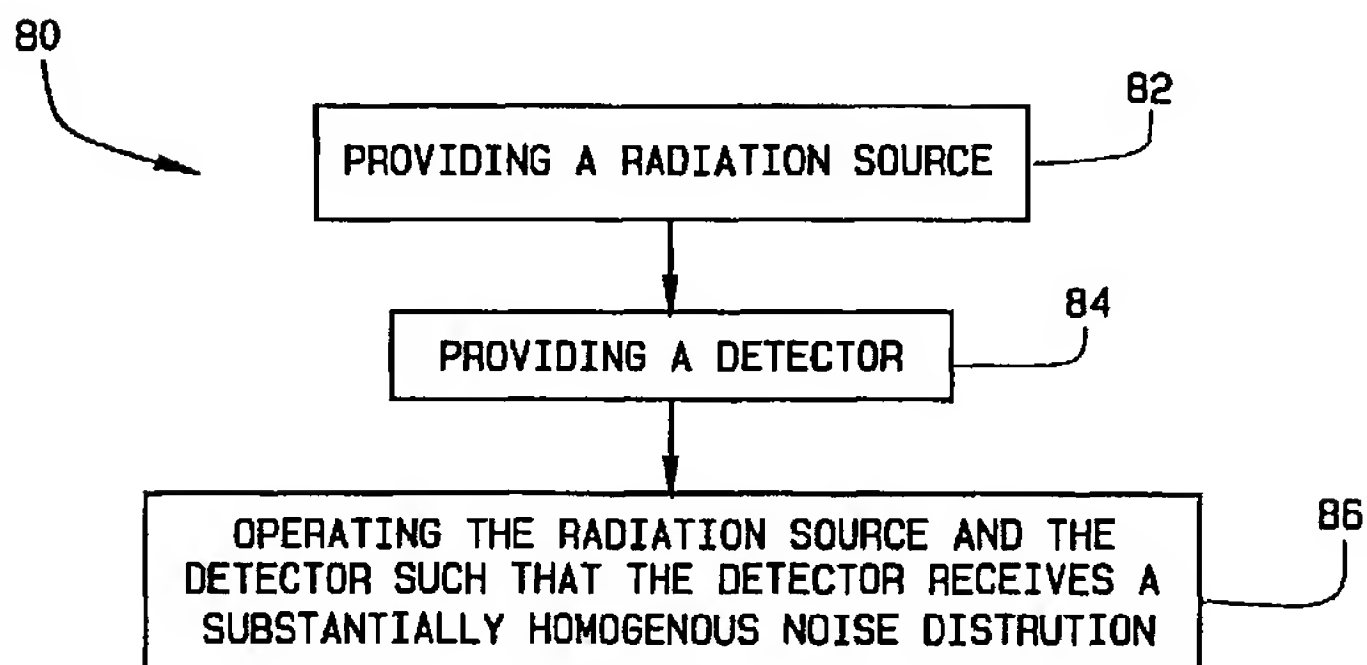 80
82
PROVIDING A RADIATION SOURCE
84
PROVIDING A DETECTOR
86
OPERATING THE RADIATION SOURCE AND THE
DETECTOR SUCH THAT THE DETECTOR RECEIVES A
SUBSTANTIALLY HOMOGENOUS NOISE DISTRUTION